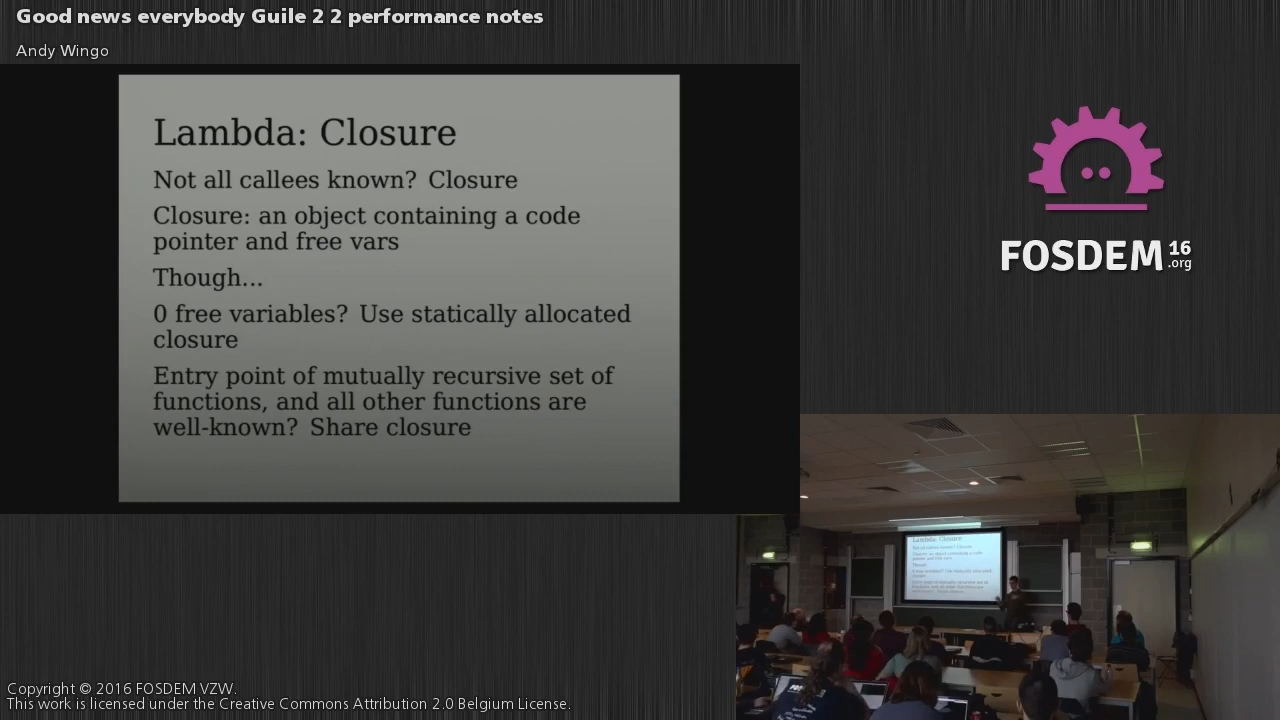 Good news everybody Guile 2 2 performance notes
Andy Wingo
Lambda: Closure
Not all callees known? Closure
Closure: an object containing a code
pointer and free vars
Though...
0 free variables? Use statically allocated
closure
Entry point of mutually recursive set of
functions, and all other functions are
well-known? Share closure
FOSDEM 16
.org
Lambda: Closure
Copyright © 2016 FOSDEM VZW.
This work is licensed under the Creative Commons Attribution 2.0 Belgium License.